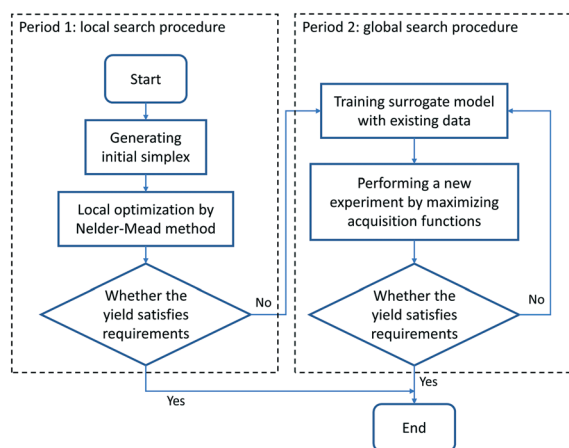 Period 1: local search procedure
Start
Generating
initial simplex
Local optimization by
Nelder-Mead method
Whether the
yield satisfies
requirements
No
Yes
Period 2: global search procedure
Training surrogate model
with existing data
Performing a new
experiment by maximizing
acquisition functions
Whether the
yield satisfies
requirements
No
Yes
End